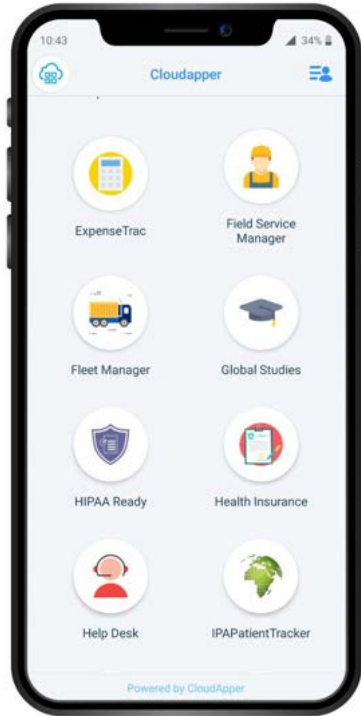 10:43
34%
Cloudapper
ExpenseTrac
Field Service
Manager
Fleet Manager
Global Studies
HIPAA Ready
Health Insurance
Help Desk
IPAPatientTracker
Powered by CloudApper